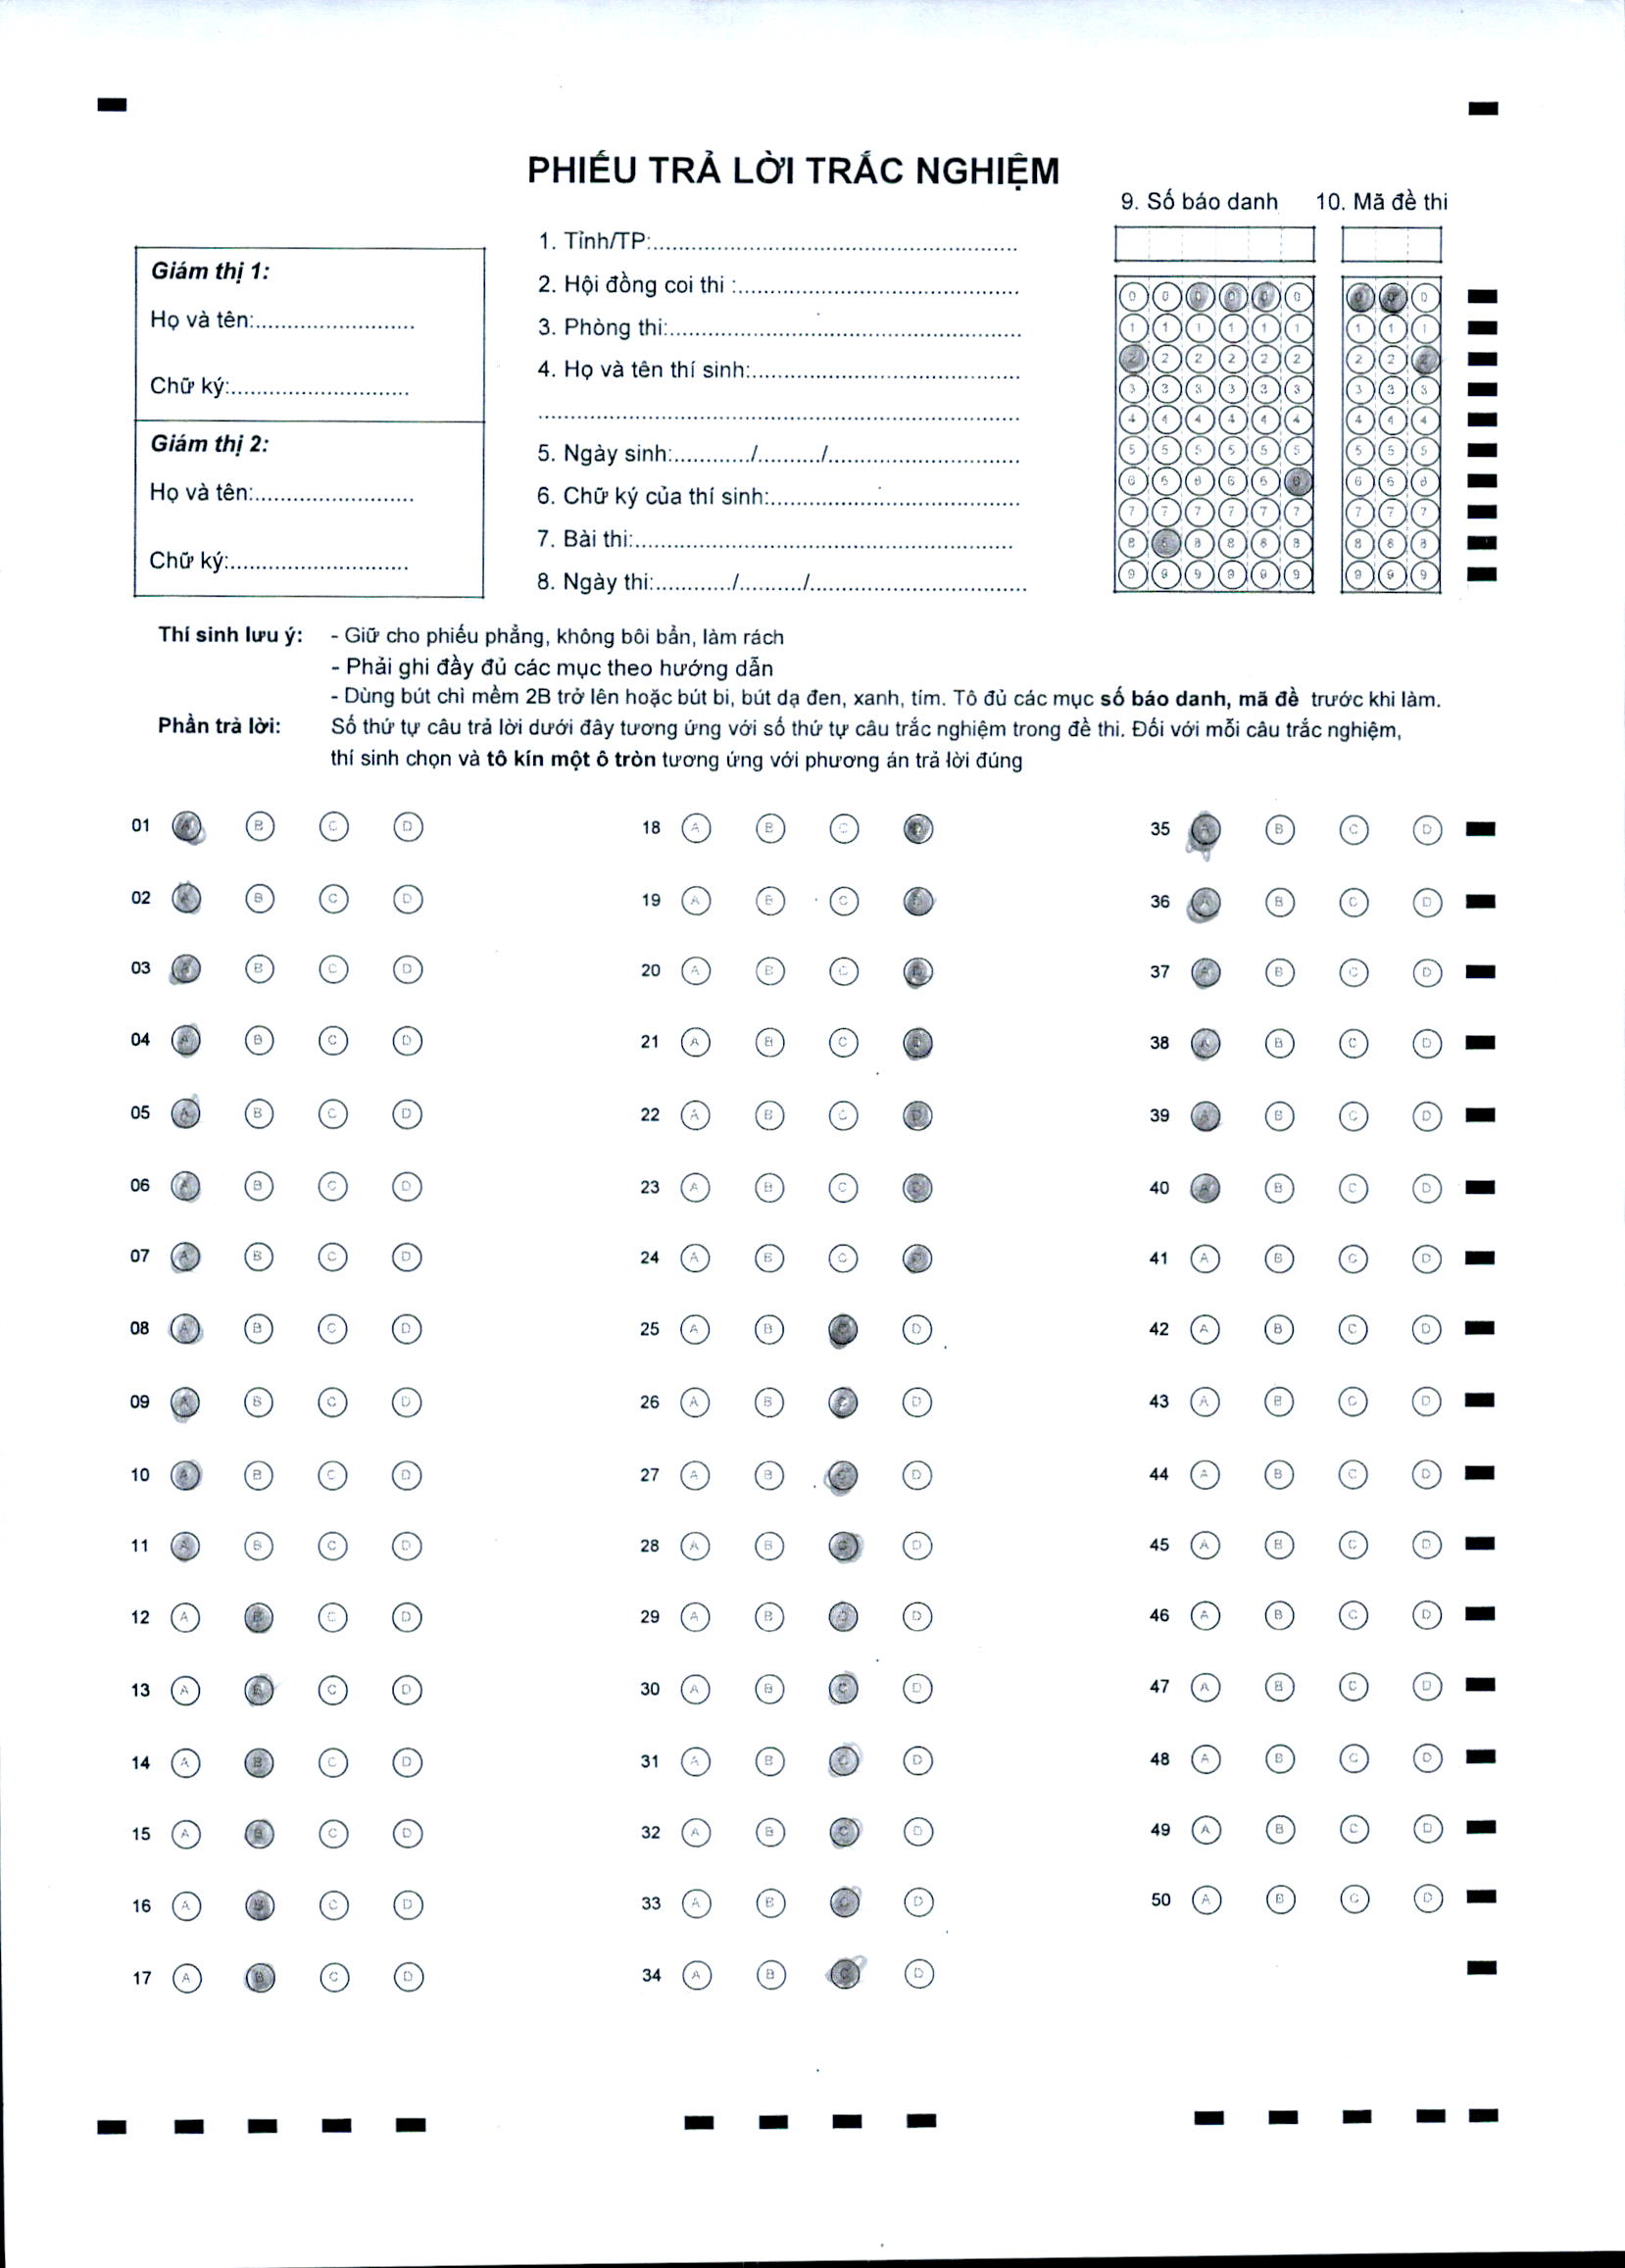 PHIẾU TRẢ LỜI TRẮC NGHIỆM
9. Số báo danh 10. Mã đề thi
Giám thị 1:
Họ và tên:..........................
Chữ ký:............................
Giám thị 2:
Họ và tên:..........................
Chữ ký:............................
1. Tỉnh/TP:.........................................................
2. Hội đồng coi thi :............................................
3. Phòng thi:.......................................................
4. Họ và tên thí sinh:..........................................
...........................................................................
5. Ngày sinh:............/........../..............................
6. Chữ ký của thí sinh:.......................................
7. Bài thi:...........................................................
8. Ngày thi:............/........../..................................
0 0 0 0 0 0 0 0 0
1 1 1 1 1 1 1 1 1
2 2 2 2 2 2 2 2 2
3 3 3 3 3 3 3 3 3
4 4 4 4 4 4 4 4 4
5 5 5 5 5 5 5 5 5
6 6 6 6 6 6 6 6 6
7 7 7 7 7 7 7 7 7
8 8 8 8 8 8 8 8 8
9 9 9 9 9 9 9 9 9
Thí sinh lưu ý: - Giữ cho phiếu phẳng, không bôi bẩn, làm rách
- Phải ghi đầy đủ các mục theo hướng dẫn
- Dùng bút chì mềm 2B trở lên hoặc bút bi, bút dạ đen, xanh, tím. Tô đủ các mục số báo danh, mã đề trước khi làm.
Phần trả lời: Số thứ tự câu trả lời dưới đây tương ứng với số thứ tự câu trắc nghiệm trong đề thi. Đối với mỗi câu trắc nghiệm,
thí sinh chọn và tô kín một ô tròn tương ứng với phương án trả lời đúng
01 A B C D 18 A B C D 35 A B C D
02 A B C D 19 A B C D 36 A B C D
03 A B C D 20 A B C D 37 A B C D
04 A B C D 21 A B C D 38 A B C D
05 A B C D 22 A B C D 39 A B C D
06 A B C D 23 A B C D 40 A B C D
07 A B C D 24 A B C D 41 A B C D
08 A B C D 25 A B C D 42 A B C D
09 A B C D 26 A B C D 43 A B C D
10 A B C D 27 A B C D 44 A B C D
11 A B C D 28 A B C D 45 A B C D
12 A B C D 29 A B C D 46 A B C D
13 A B C D 30 A B C D 47 A B C D
14 A B C D 31 A B C D 48 A B C D
15 A B C D 32 A B C D 49 A B C D
16 A B C D 33 A B C D 50 A B C D
17 A B C D 34 A B C D